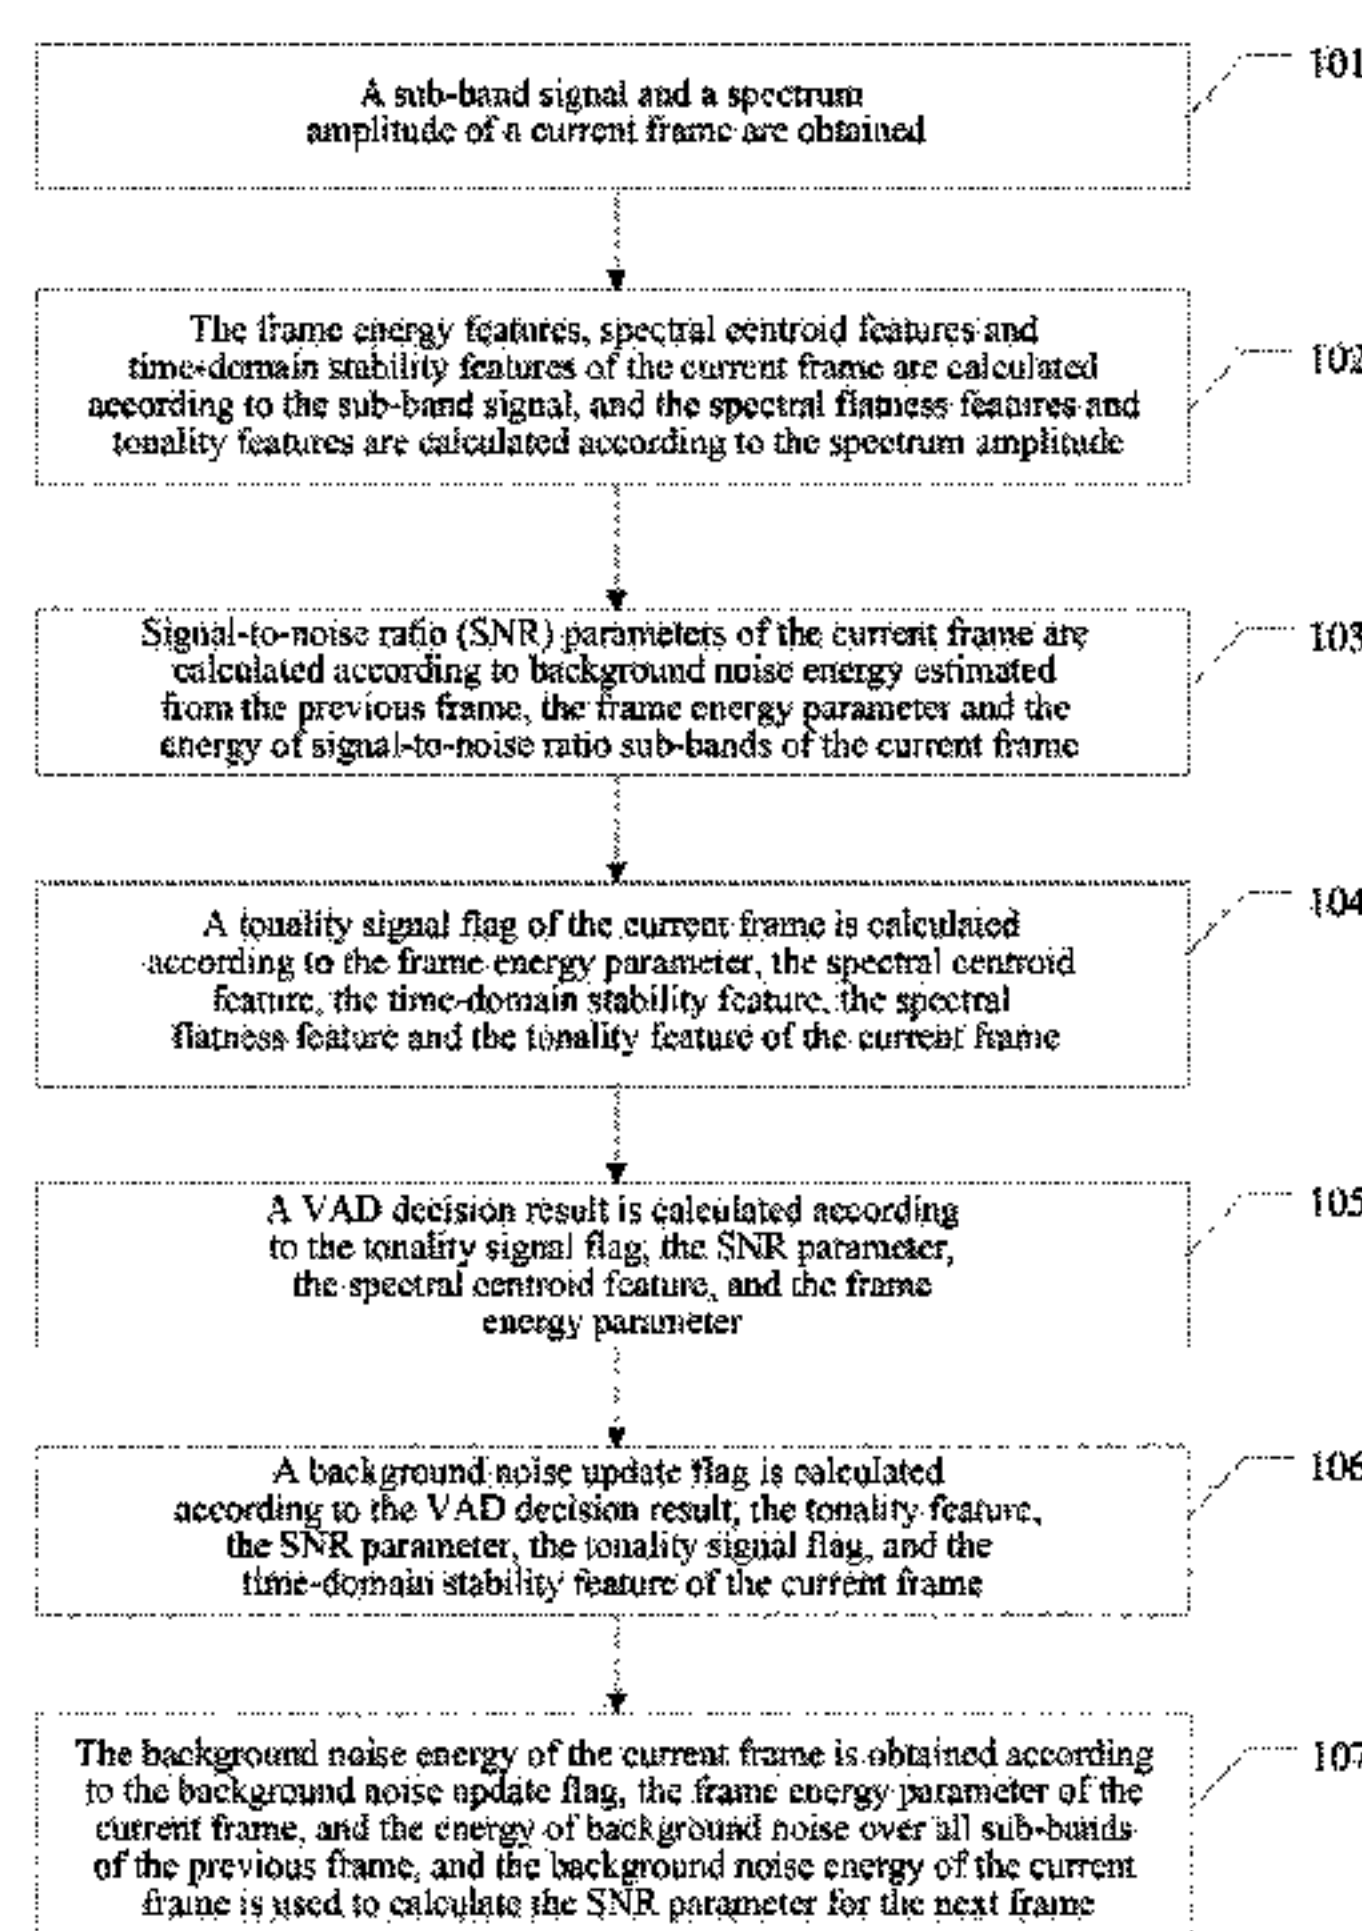 101
A sub-band signal and a spectrum
amplitude of a current frame are obtained
102
The frame energy features, spectral centroid features and
time-domain stability features of the current frame are calculated
according to the sub-band signal, and the spectral flatness features and
tonality features are calculated according to the spectrum amplitude
103
Signal-to-noise ratio (SNR) parameters of the current frame are
calculated according to background noise energy estimated
from the previous frame, the frame energy parameter and the
energy of signal-to-noise ratio sub-bands of the current frame
104
A tonality signal flag of the current frame is calculated
according to the frame energy parameter, the spectral centroid
feature, the time-domain stability feature, the spectral
flatness feature and the tonality feature of the current frame
105
A VAD decision result is calculated according
to the tonality signal flag, the SNR parameter,
the spectral centroid feature, and the frame
energy parameter
106
A background noise update flag is calculated
according to the VAD decision result, the tonality feature,
the SNR parameter, the tonality signal flag, and the
time-domain stability feature of the current frame
107
The background noise energy of the current frame is obtained according
to the background noise update flag, the frame energy parameter of the
current frame, and the energy of background noise over all sub-bands
of the previous frame, and the background noise energy of the current
frame is used to calculate the SNR parameter for the next frame